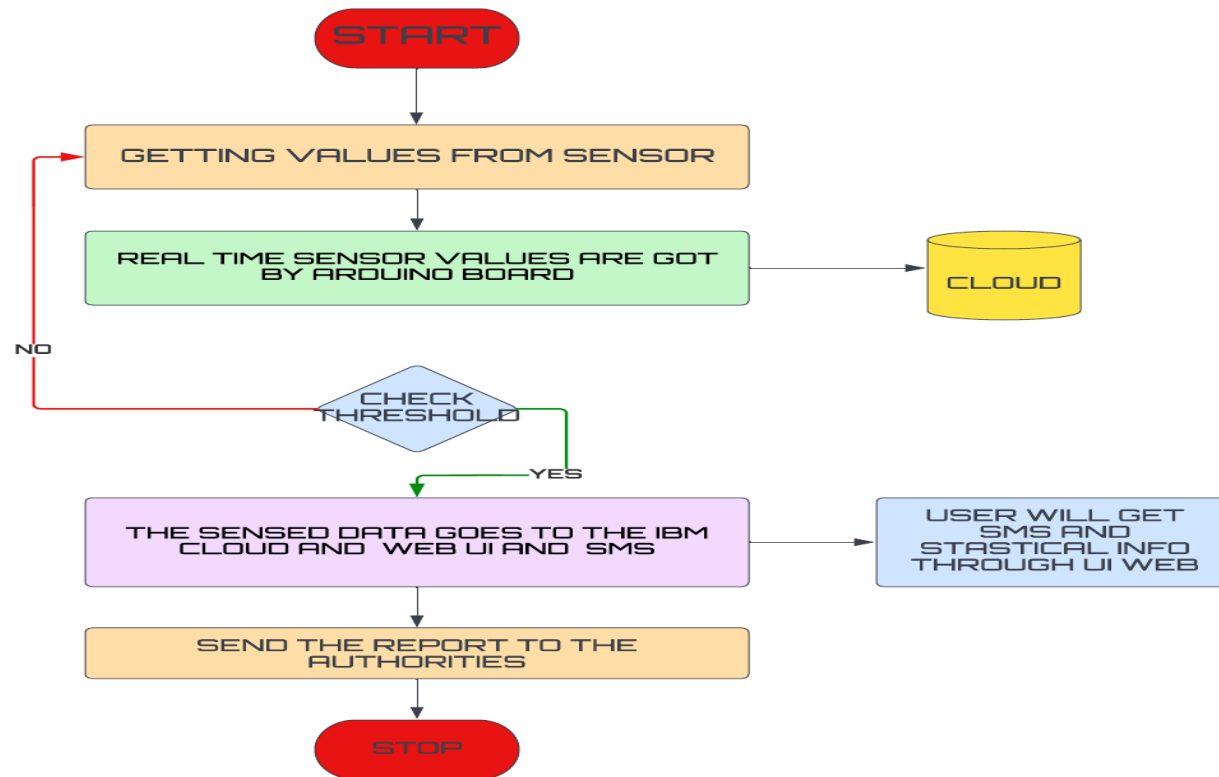 START
GETTING VALUES FROM SENSOR
REAL TIME SENSOR VALUES ARE GOT
BY ARDUINO BOARD
CLOUD
NO
CHECK
THRESHOLD
YES
THE SENSED DATA GOES TO THE IBM
CLOUD AND WEB UI AND SMS
USER WILL GET
SMS AND
STASTICAL INFO
THROUGH UI WEB
SEND THE REPORT TO THE
AUTHORITIES
STOP